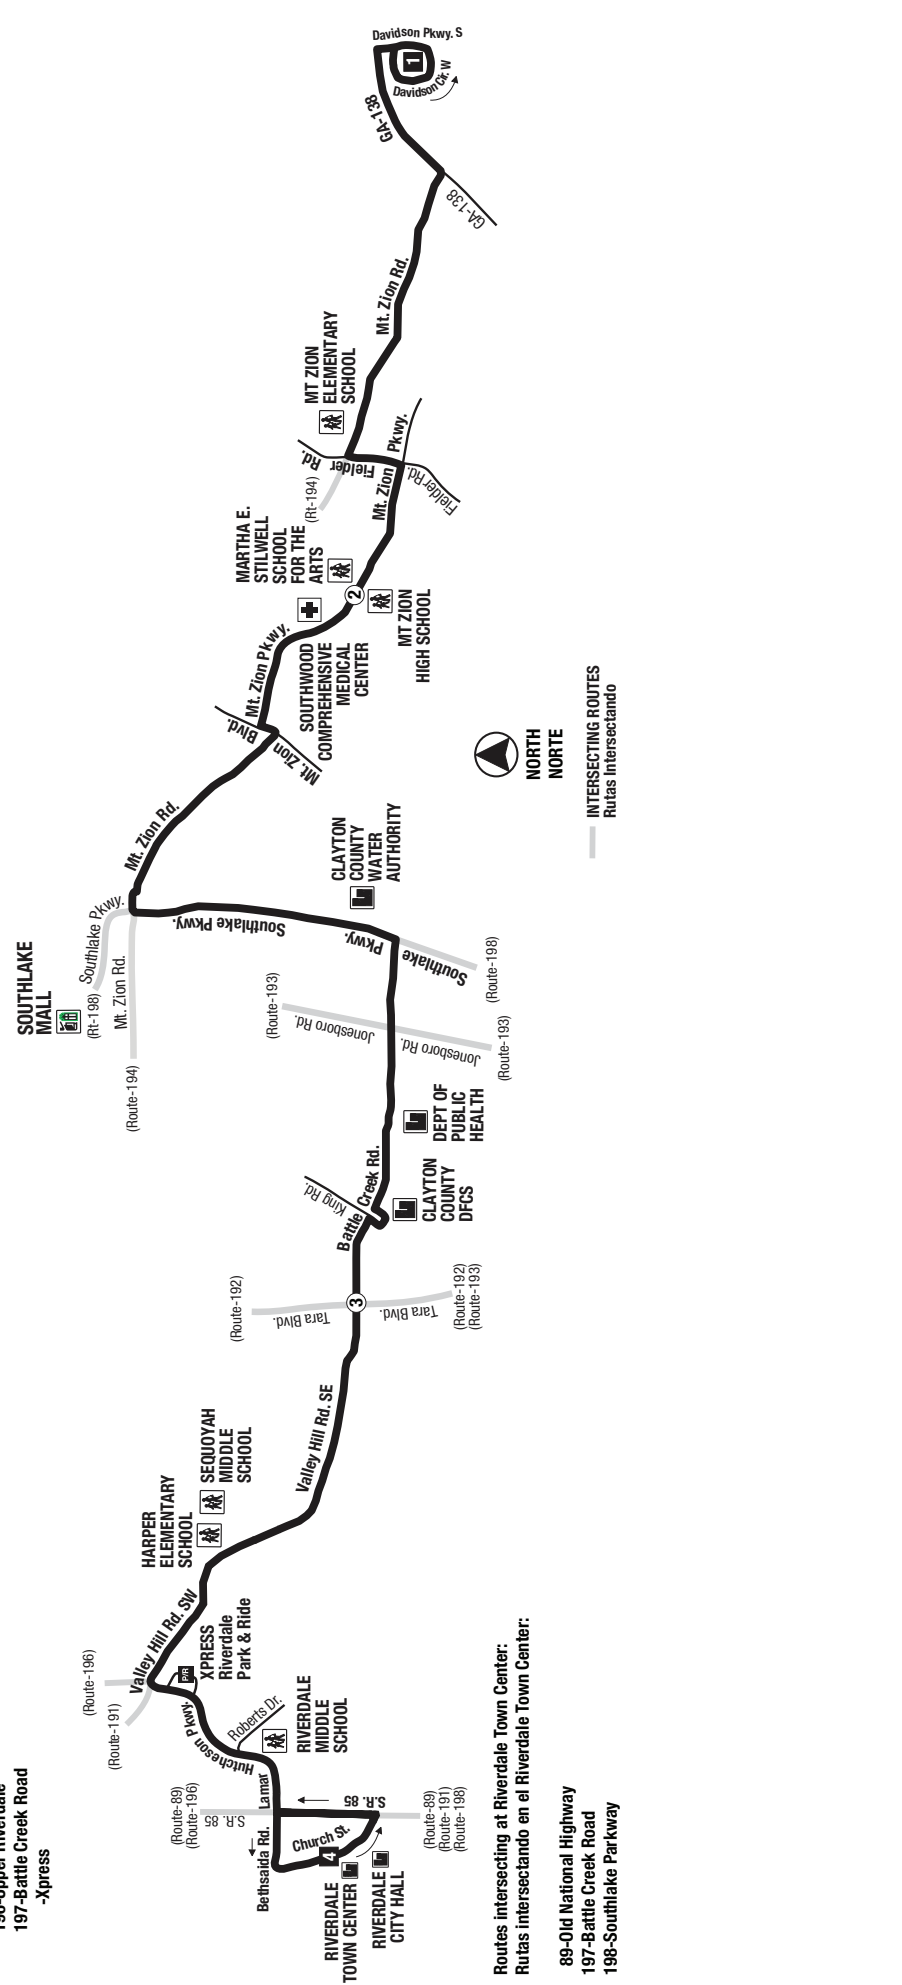 Davidson Pkwy. S
1
Davidson Cir. W
GA-138
GA-138
Mt. Zion Rd.
MT ZION
ELEMENTARY
SCHOOL
Fielder
Rd.
(Rt-194)
Mt. Zion
Pkwy.
Fielder Rd.
MARTHA E.
STILWELL
SCHOOL
FOR THE
ARTS
2
MT ZION
HIGH SCHOOL
SOUTHWOOD
COMPREHENSIVE
MEDICAL
CENTER
Mt. Zion Pkwy.
Mt. Zion
Blvd.
Mt. Zion Rd.
NORTH
NORTE
INTERSECTING ROUTES
Rutas Intersectando
CLAYTON
COUNTY
WATER
AUTHORITY
Southlake Pkwy.
SOUTHLAKE
MALL
(Rt-198)
Southlake Pkwy.
Mt. Zion Rd.
(Route-194)
Southlake
Pkwy.
(Route-198)
(Route-193)
Jonesboro Rd.
Jonesboro Rd.
(Route-193)
DEPT OF
PUBLIC
HEALTH
Battle
Creek Rd.
King Rd.
CLAYTON
COUNTY
DFCS
(Route-192)
Tara Blvd.
3
Tara Blvd.
(Route-192)
(Route-193)
Valley Hill Rd. SE
SEQUOYAH
MIDDLE
SCHOOL
HARPER
ELEMENTARY
SCHOOL
Valley Hill Rd. SW
(Route-196)
(Route-191)
P/R
XPRESS
Riverdale
Park & Ride
Hutcheson Pkwy.
Roberts Dr.
RIVERDALE
MIDDLE
SCHOOL
Lamar
(Route-89)
(Route-196)
S.R. 85
S.R. 85
(Route-89)
(Route-191)
(Route-198)
Bethsaida Rd.
Church St.
4
RIVERDALE
TOWN CENTER
RIVERDALE
CITY HALL
197-Battle Creek Road
-Xpress
Routes intersecting at Riverdale Town Center:
Rutas intersectando en el Riverdale Town Center:
89-Old National Highway
197-Battle Creek Road
198-Southlake Parkway